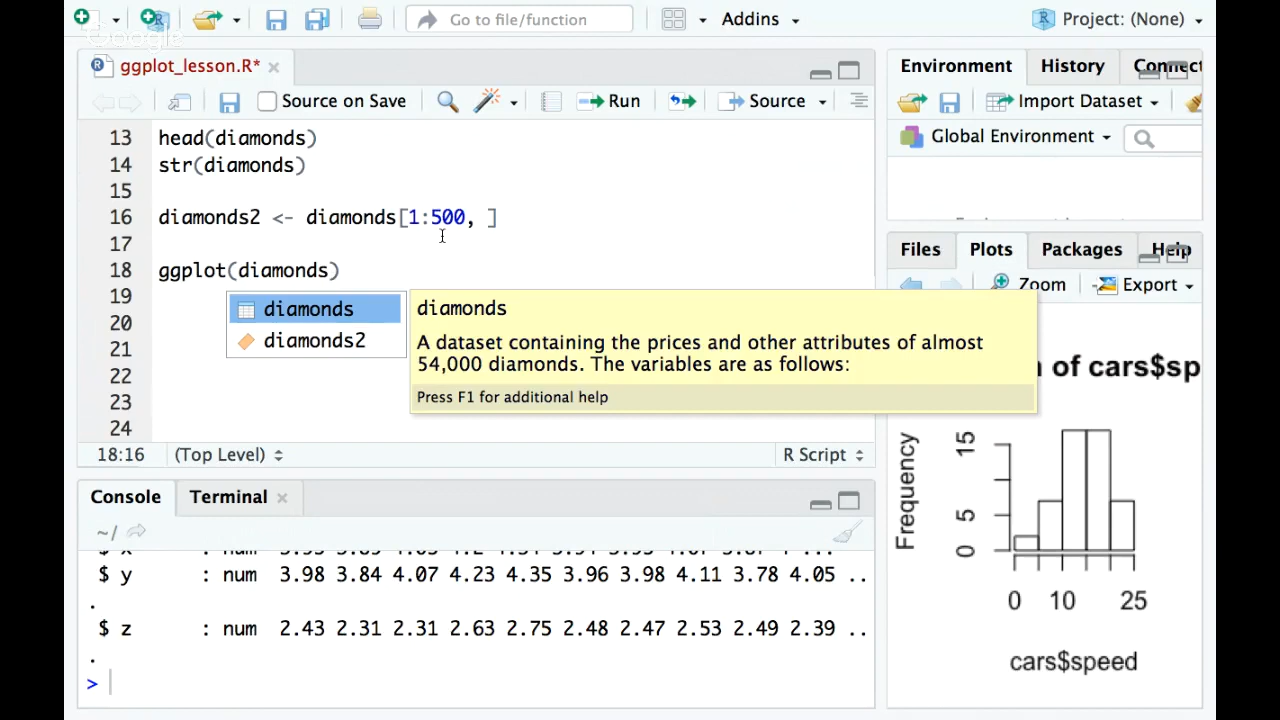 Go to file/function
Addins
Project: (None)
Google
ggplot_lesson.R*
Source on Save
Run
Source
13 head(diamonds)
14 str(diamonds)
15
16 diamonds2 <- diamonds[1:500, ]
17
18 ggplot(diamonds)
19
20
21
22
23
24
diamonds
diamonds2
diamonds
A dataset containing the prices and other attributes of almost
54,000 diamonds. The variables are as follows:
Press F1 for additional help
18:16 (Top Level) R Script
Console Terminal
~/
$ y : num 3.98 3.84 4.07 4.23 4.35 3.96 3.98 4.11 3.78 4.05 ..
.
$ z : num 2.43 2.31 2.31 2.63 2.75 2.48 2.47 2.53 2.49 2.39 ..
.
>
Environment History Connect
Import Dataset
Global Environment
Files Plots Packages Help
Zoom Export
of cars$sp
Frequency
15
5
0
0 10 25
cars$speed